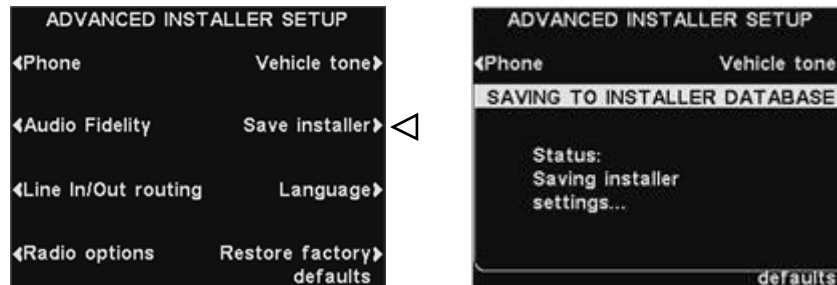 ADVANCED INSTALLER SETUP
Phone Vehicle tone
Audio Fidelity Save installer
Line In/Out routing Language
Radio options Restore factory
defaults
ADVANCED INSTALLER SETUP
Phone Vehicle tone
SAVING TO INSTALLER DATABASE
Status:
Saving installer
settings...
defaults